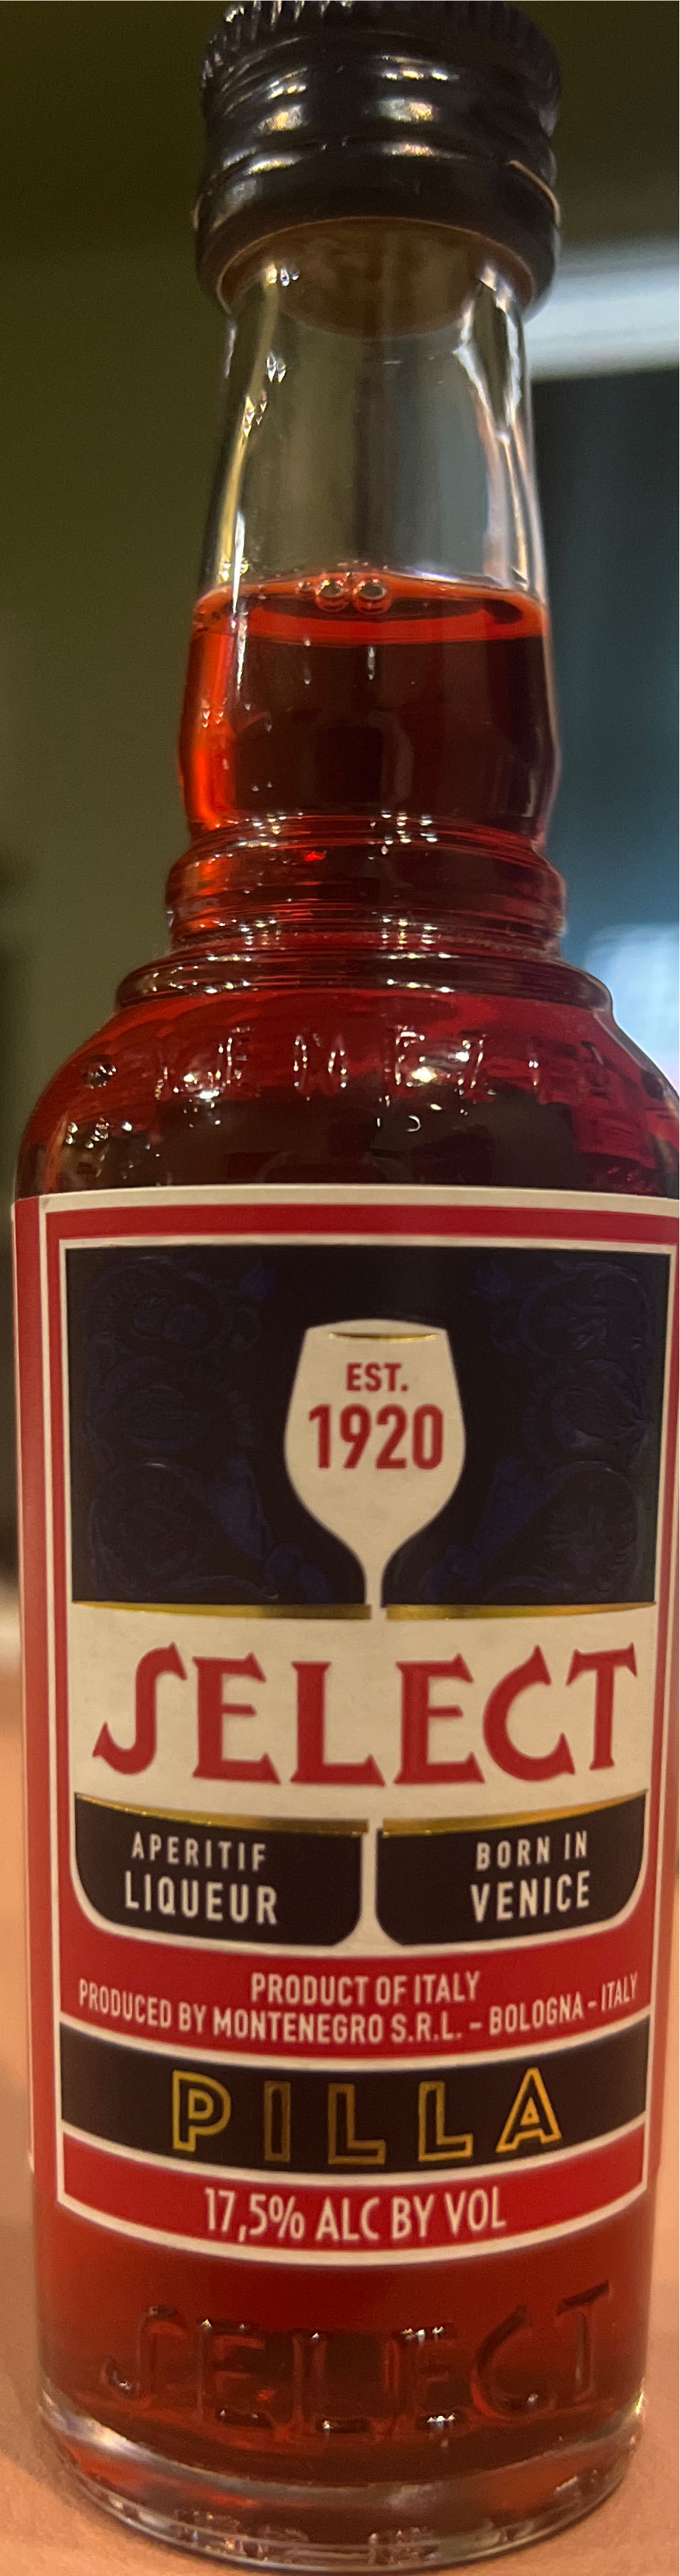 EST.
1920
SELECT
APERITIF
LIQUEUR
BORN IN
VENICE
PRODUCT OF ITALY
PRODUCED BY MONTENEGRO S.R.L. - BOLOGNA - ITALY
PILLA
17,5% ALC BY VOL
SELECT